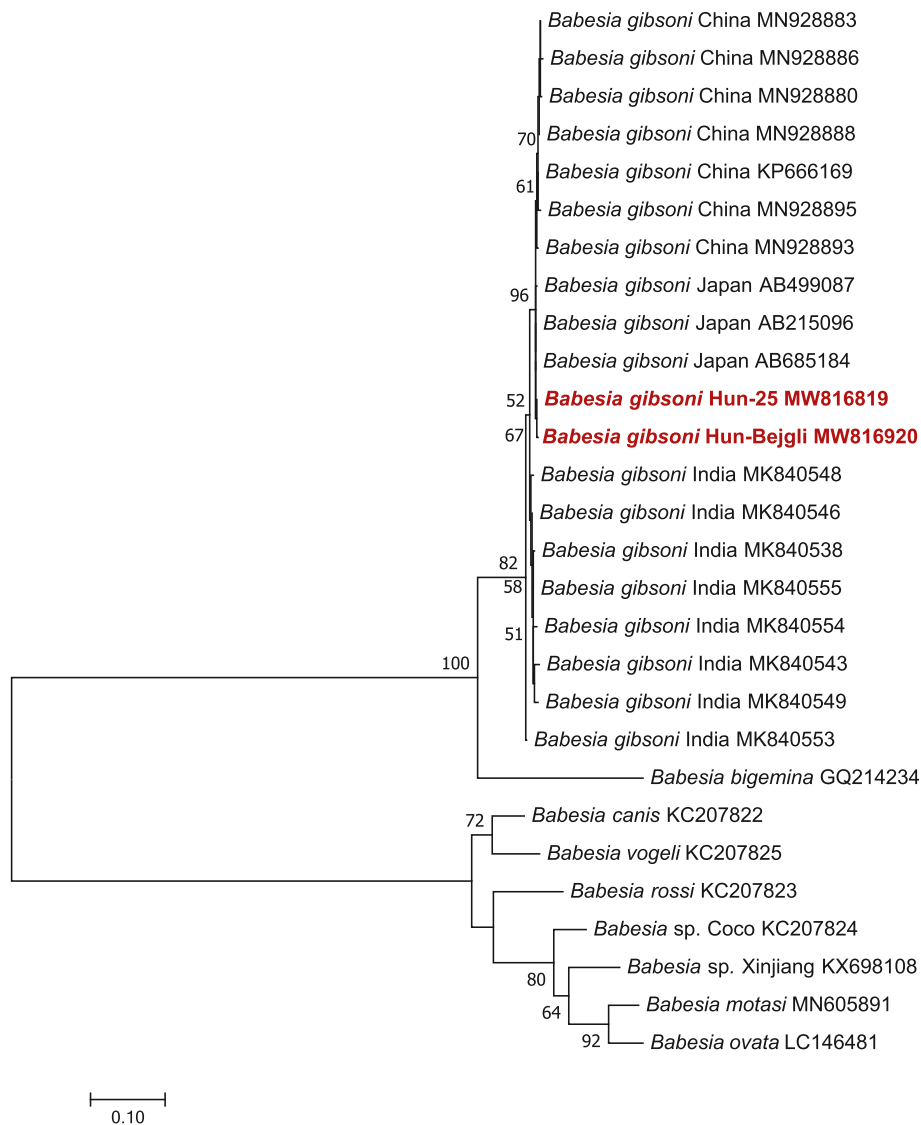 Babesia gibsoni China MN928883
Babesia gibsoni China MN928886
Babesia gibsoni China MN928880
70
Babesia gibsoni China MN928888
Babesia gibsoni China KP666169
61
Babesia gibsoni China MN928895
Babesia gibsoni China MN928893
Babesia gibsoni Japan AB499087
96
Babesia gibsoni Japan AB215096
Babesia gibsoni Japan AB685184
52
Babesia gibsoni Hun-25 MW816819
67
Babesia gibsoni Hun-Bejgli MW816920
Babesia gibsoni India MK840548
Babesia gibsoni India MK840546
Babesia gibsoni India MK840538
82
58
Babesia gibsoni India MK840555
Babesia gibsoni India MK840554
51
Babesia gibsoni India MK840543
100
Babesia gibsoni India MK840549
Babesia gibsoni India MK840553
Babesia bigemina GQ214234
72
Babesia canis KC207822
Babesia vogeli KC207825
Babesia rossi KC207823
Babesia sp. Coco KC207824
80
Babesia sp. Xinjiang KX698108
64
Babesia motasi MN605891
92
Babesia ovata LC146481
0.10